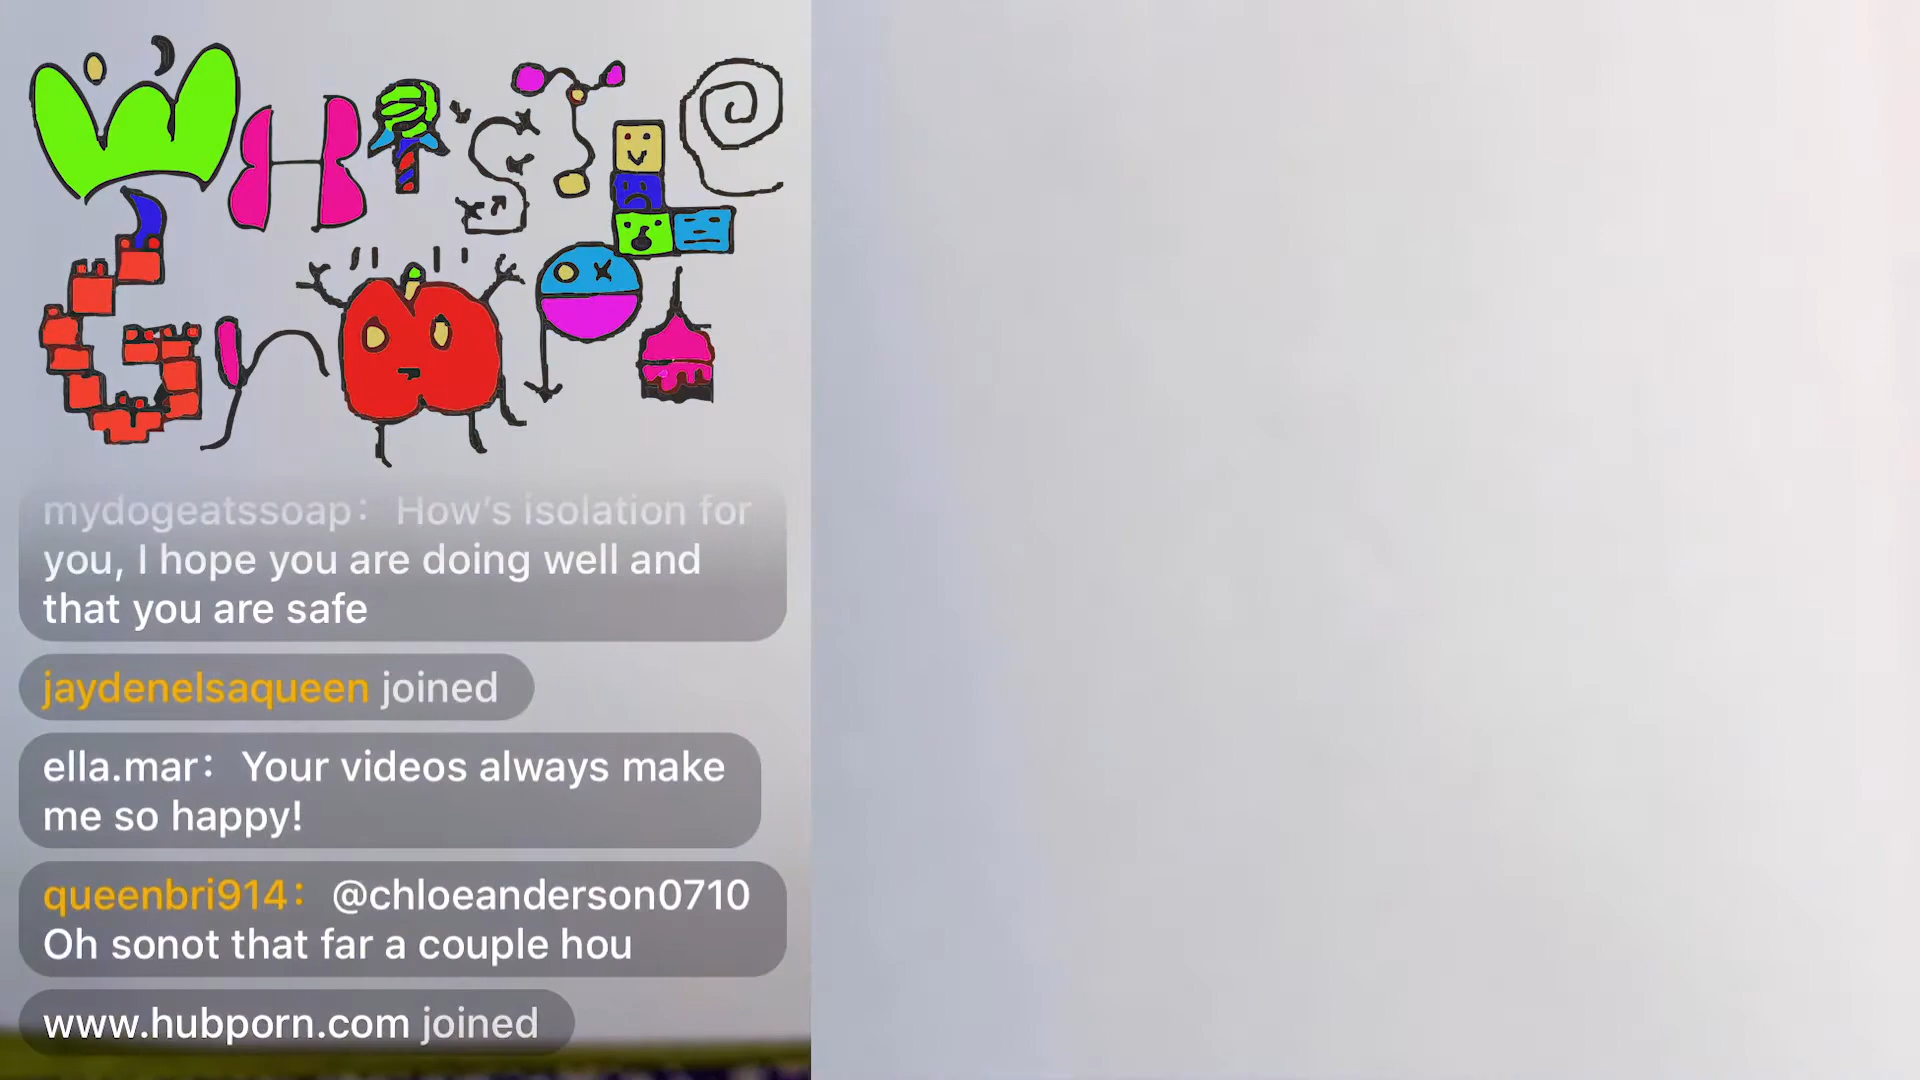 WHISTLE
GNOMA
mydogeatssoap: How's isolation for
you, I hope you are doing well and
that you are safe
jaydenelsaqueen joined
ella.mar: Your videos always make
me so happy!
queenbri914: @chloeanderson0710
Oh sonot that far a couple hou
www.hubporn.com joined